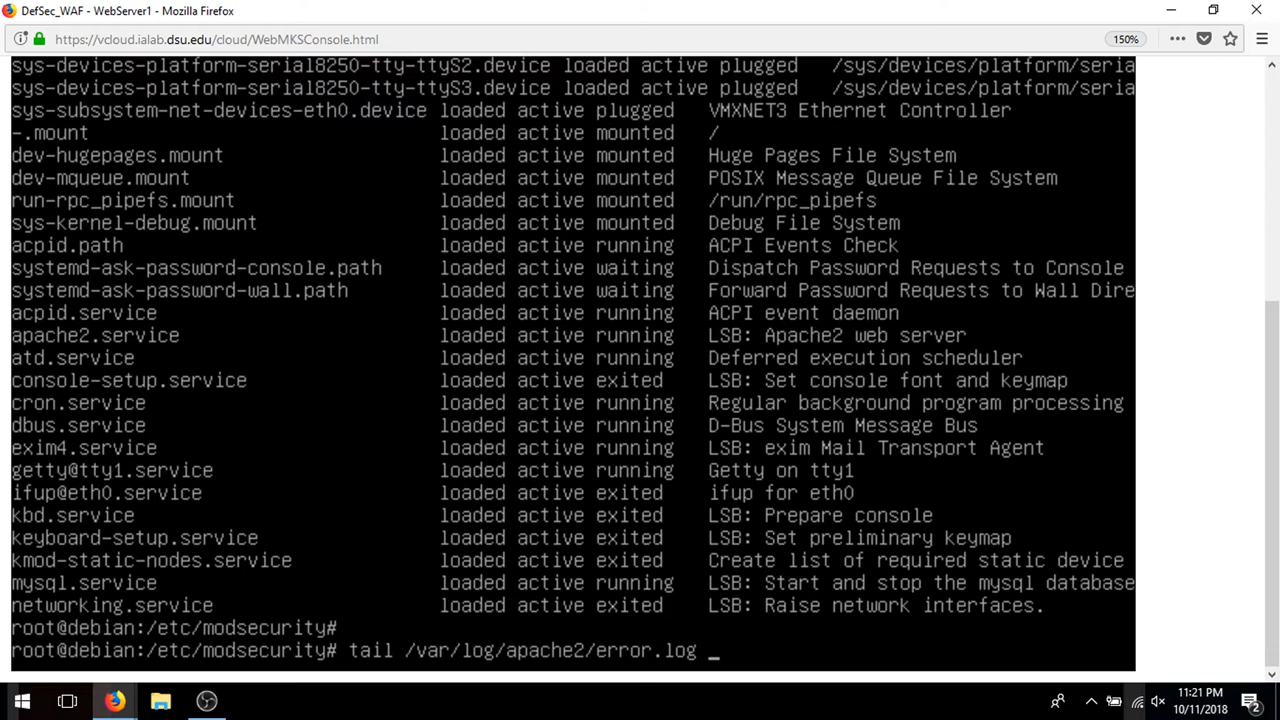 DefSec_WAF - WebServer1 - Mozilla Firefox
https://vcloud.ialab.dsu.edu/cloud/WebMKSConsole.html 150%
sys-devices-platform-serial8250-tty-ttyS2.device loaded active plugged /sys/devices/platform/seria
sys-devices-platform-serial8250-tty-ttyS3.device loaded active plugged /sys/devices/platform/seria
sys-subsystem-net-devices-eth0.device loaded active plugged VMXNET3 Ethernet Controller
-.mount loaded active mounted /
dev-hugepages.mount loaded active mounted Huge Pages File System
dev-mqueue.mount loaded active mounted POSIX Message Queue File System
run-rpc_pipefs.mount loaded active mounted /run/rpc_pipefs
sys-kernel-debug.mount loaded active mounted Debug File System
acpid.path loaded active running ACPI Events Check
systemd-ask-password-console.path loaded active waiting Dispatch Password Requests to Console
systemd-ask-password-wall.path loaded active waiting Forward Password Requests to Wall Dire
acpid.service loaded active running ACPI event daemon
apache2.service loaded active running LSB: Apache2 web server
atd.service loaded active running Deferred execution scheduler
console-setup.service loaded active exited LSB: Set console font and keymap
cron.service loaded active running Regular background program processing
dbus.service loaded active running D-Bus System Message Bus
exim4.service loaded active running LSB: exim Mail Transport Agent
getty@tty1.service loaded active running Getty on tty1
ifup@eth0.service loaded active exited ifup for eth0
kbd.service loaded active exited LSB: Prepare console
keyboard-setup.service loaded active exited LSB: Set preliminary keymap
kmod-static-nodes.service loaded active exited Create list of required static device
mysql.service loaded active running LSB: Start and stop the mysql database
networking.service loaded active exited LSB: Raise network interfaces.
root@debian:/etc/modsecurity#
root@debian:/etc/modsecurity# tail /var/log/apache2/error.log _
11:21 PM
10/11/2018
2